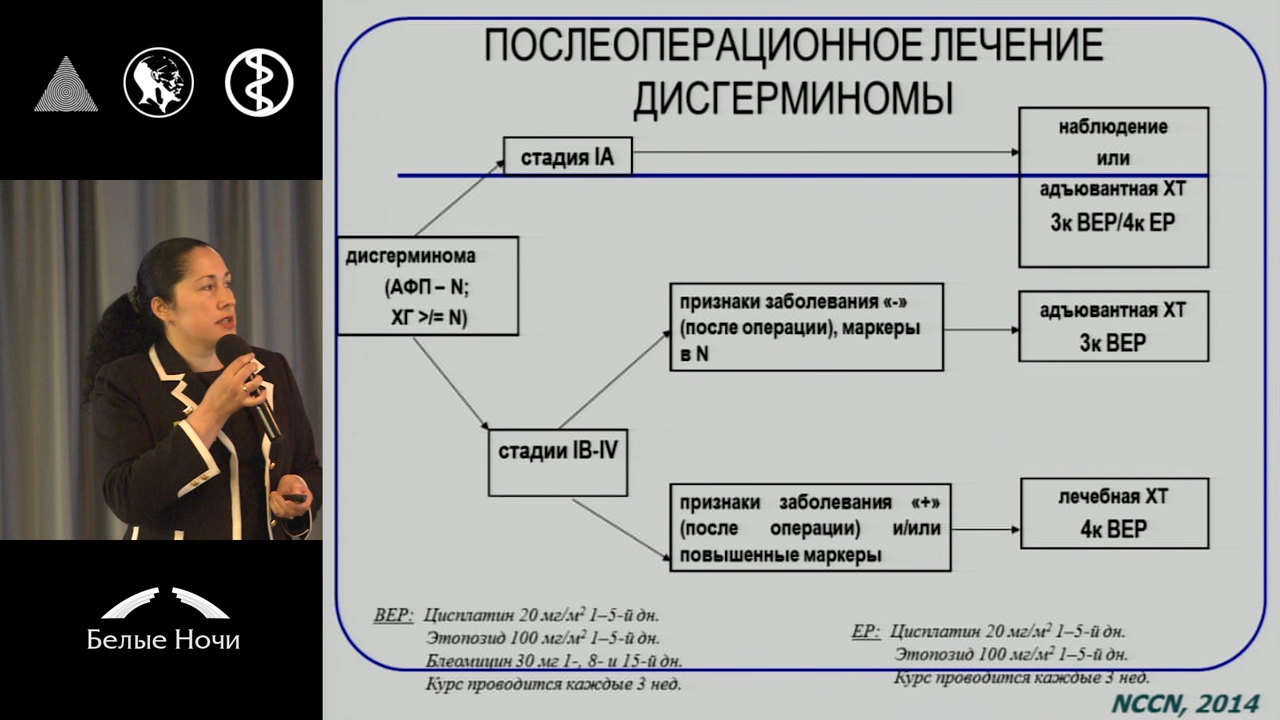 ПОСЛЕОПЕРАЦИОННОЕ ЛЕЧЕНИЕ
ДИСГЕРМИНОМЫ
стадия IA
наблюдение
или
адъювантная ХТ
3к BEP/4к EP
дисгерминома
(АФП – N;
ХГ >/= N)
признаки заболевания «-»
(после операции), маркеры
в N
адъювантная ХТ
3к BEP
стадии IB-IV
признаки заболевания «+»
(после операции) и/или
повышенные маркеры
лечебная ХТ
4к BEP
BEP: Цисплатин 20 мг/м² 1–5-й дн.
Этопозид 100 мг/м² 1–5-й дн.
Блеомицин 30 мг 1-, 8- и 15-й дн.
Курс проводится каждые 3 нед.
EP: Цисплатин 20 мг/м² 1–5-й дн.
Этопозид 100 мг/м² 1–5-й дн.
Курс проводится каждые 3 нед.
NCCN, 2014
Белые Ночи